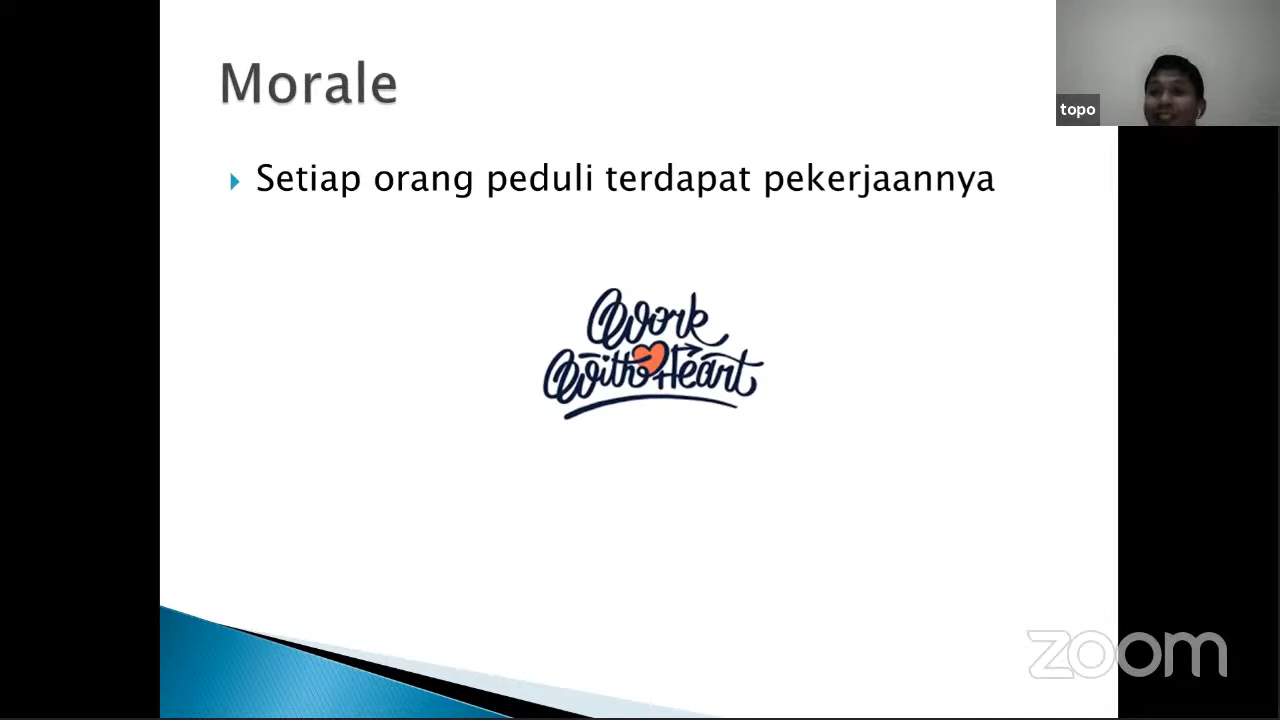 Morale
topo
Setiap orang peduli terdapat pekerjaannya
Work
With Heart
zoom